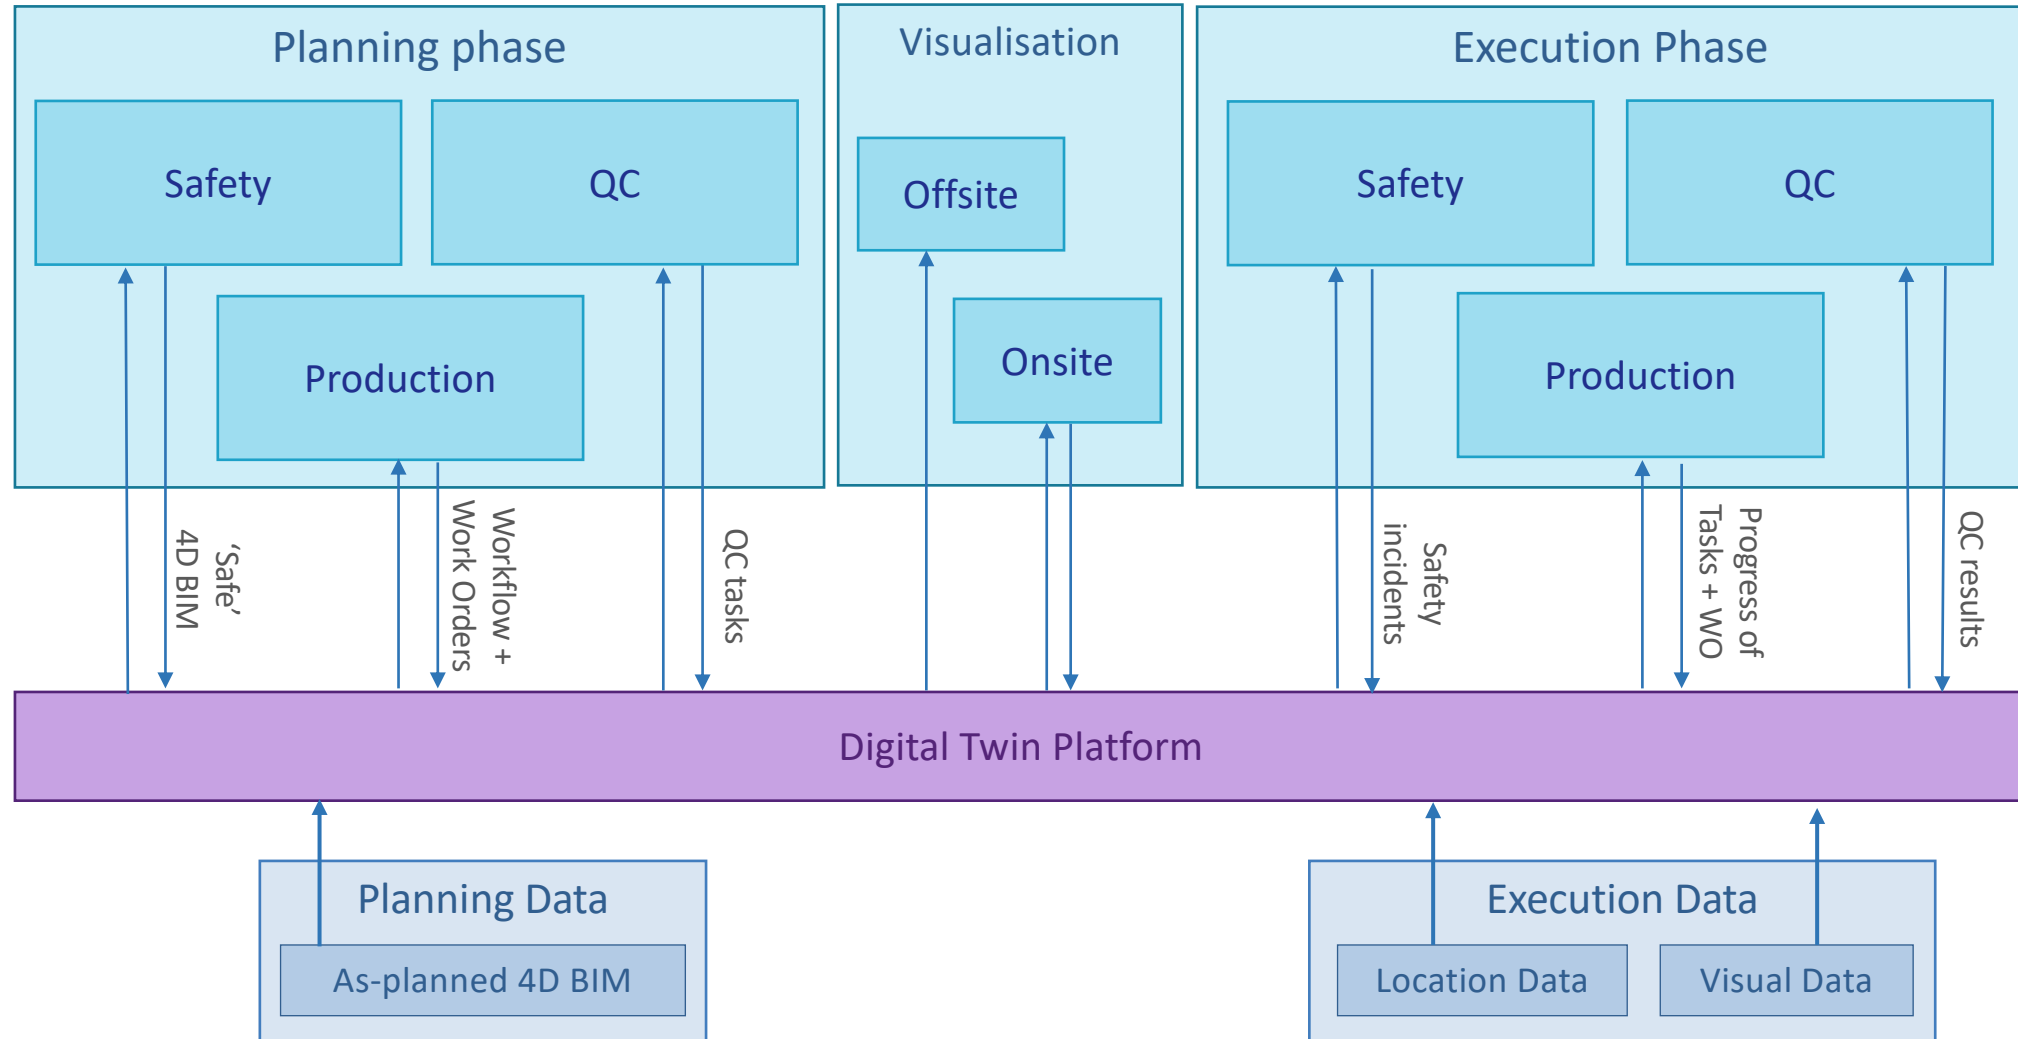 Planning phase
Safety
QC
Production
Visualisation
Offsite
Onsite
Execution Phase
Safety
QC
Production
‘Safe’
4D BIM
Workflow +
Work Orders
QC tasks
Safety
incidents
Progress of
Tasks + WO
QC results
Digital Twin Platform
Planning Data
As-planned 4D BIM
Execution Data
Location Data
Visual Data